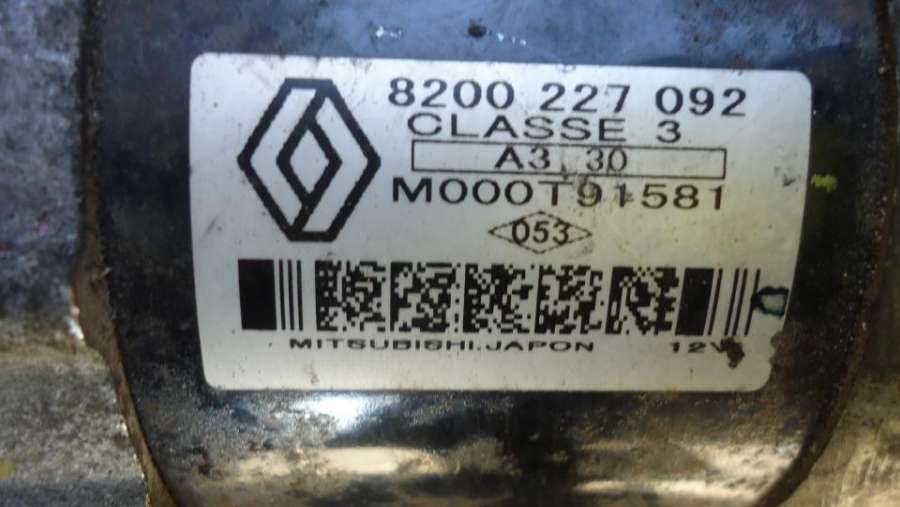 8200 227 092
CLASSE 3
A3 30
M000T91581
053
MITSUBISHI.JAPON 12V